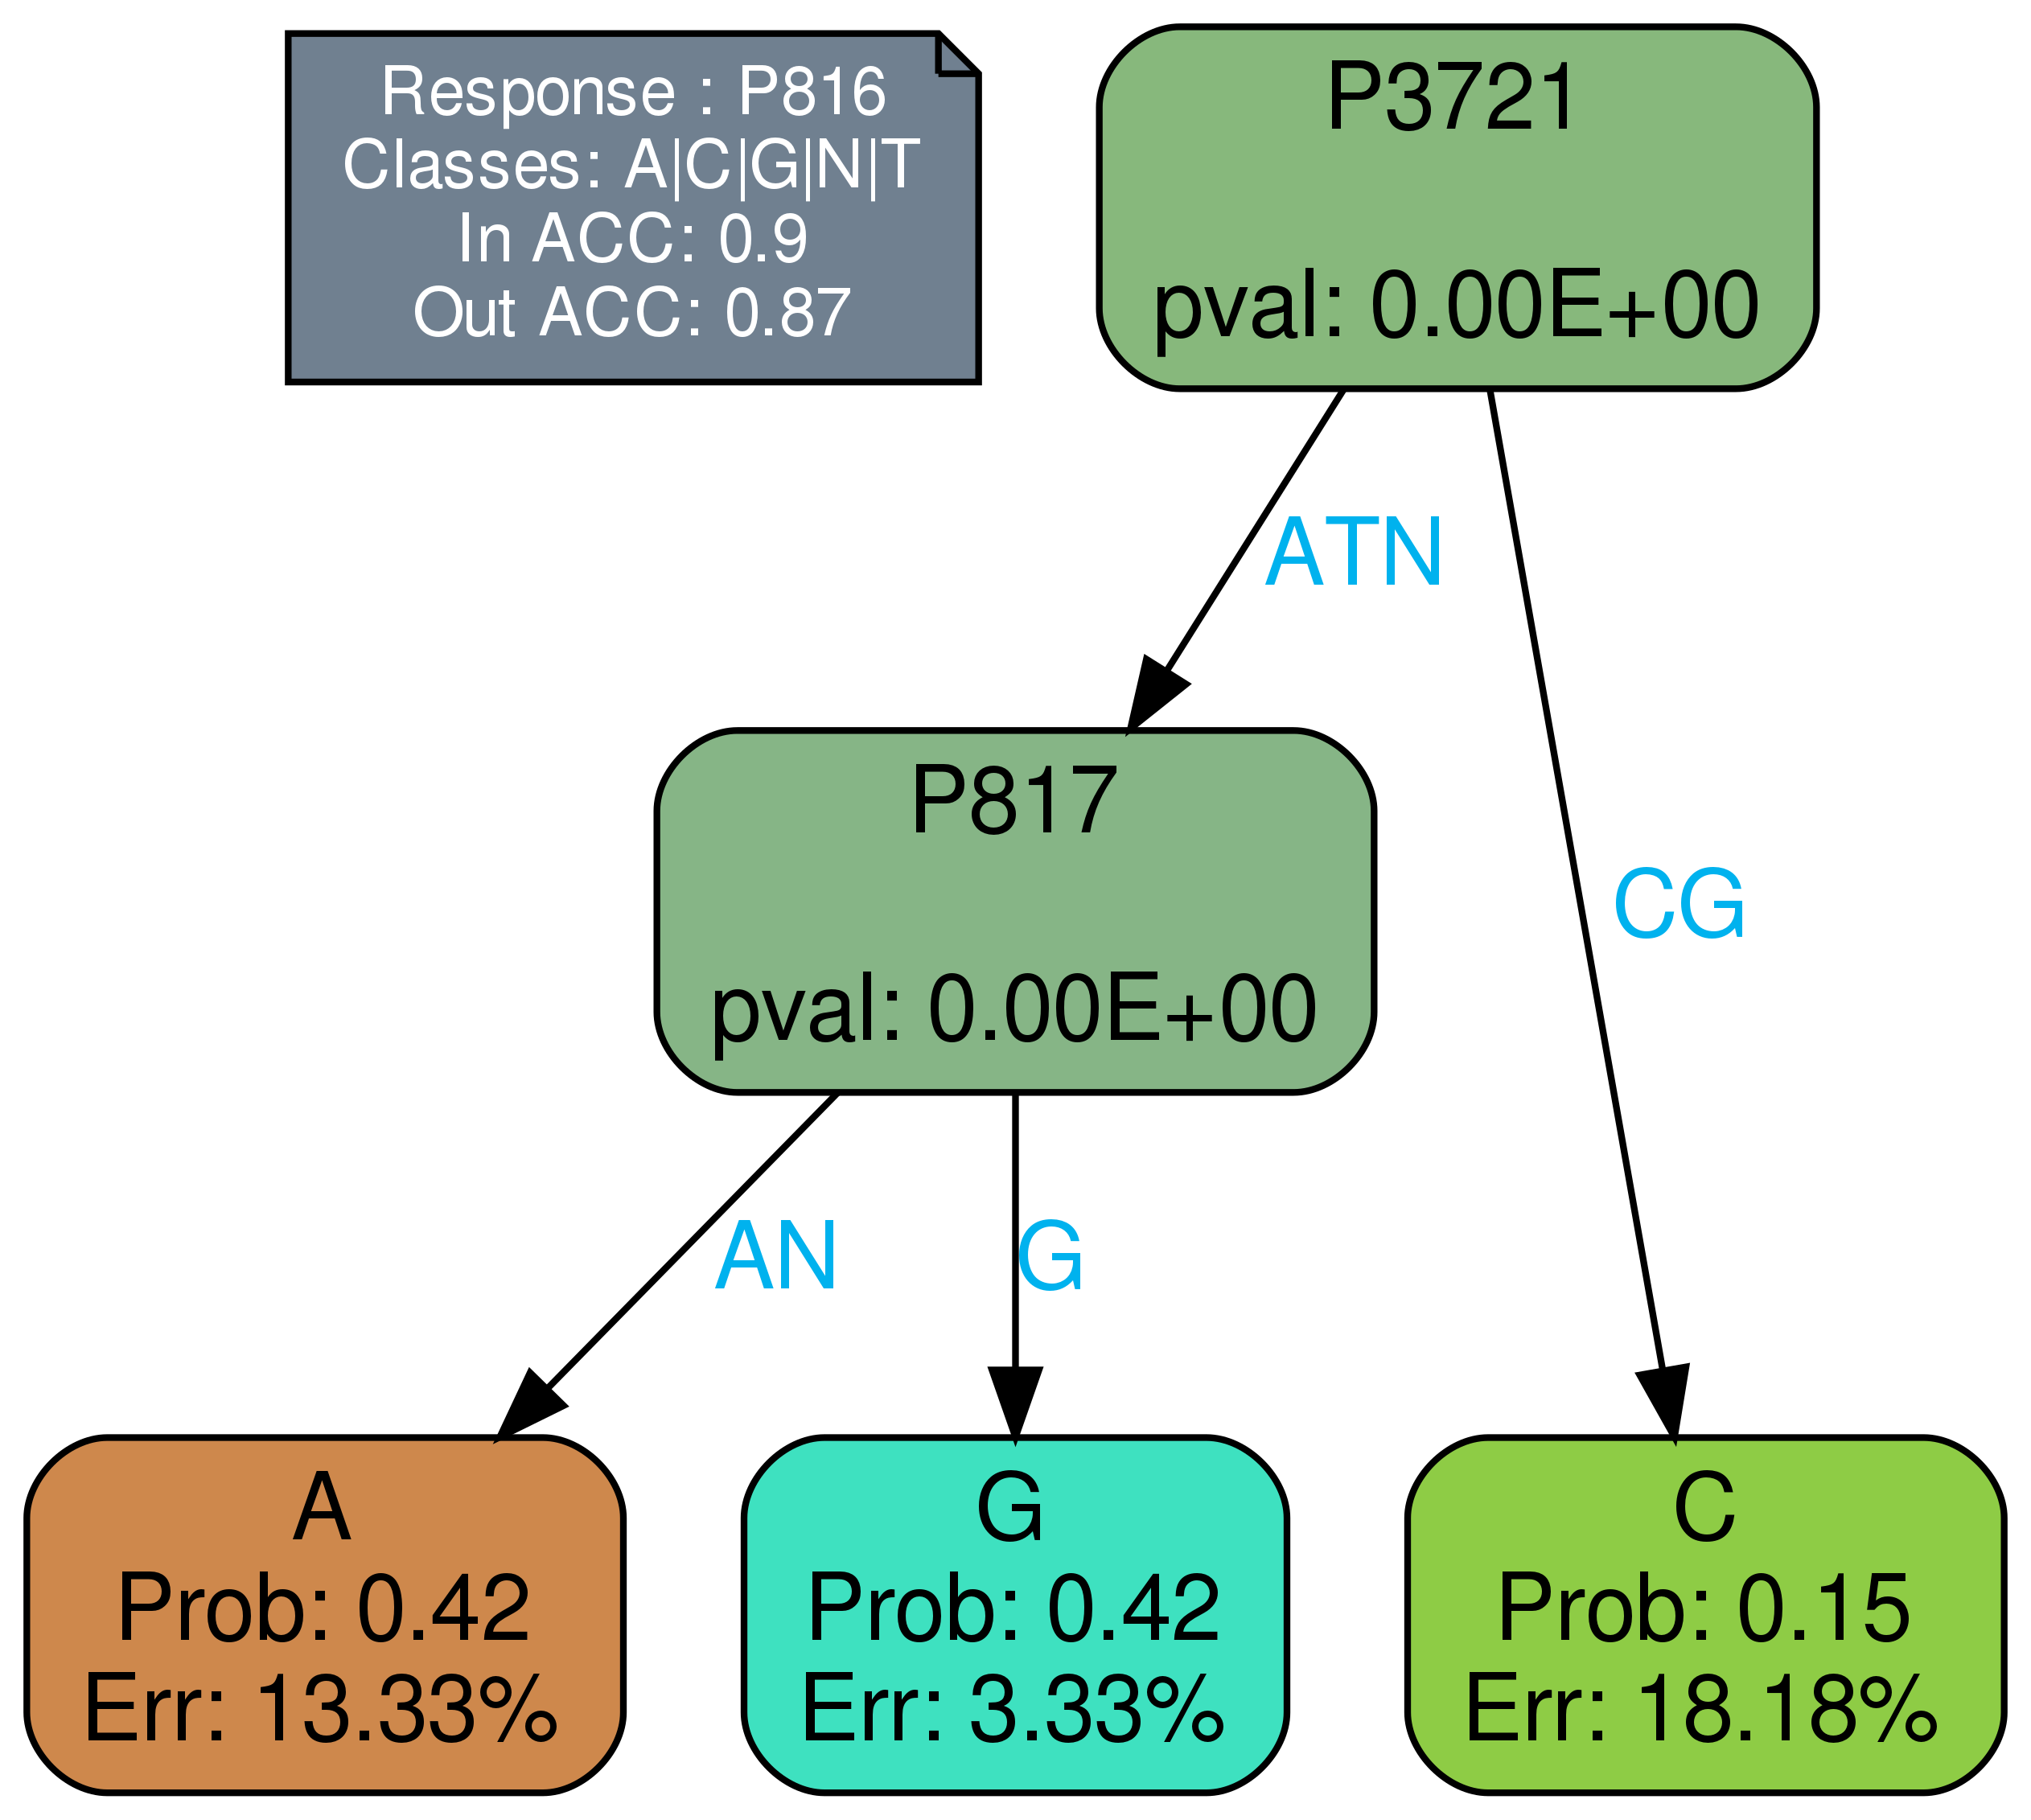 Response : P816
Classes: A|C|G|N|T
In ACC: 0.9
Out ACC: 0.87
P3721
pval: 0.00E+00
ATN
CG
P817
pval: 0.00E+00
AN
G
A
Prob: 0.42
Err: 13.33%
G
Prob: 0.42
Err: 3.33%
C
Prob: 0.15
Err: 18.18%